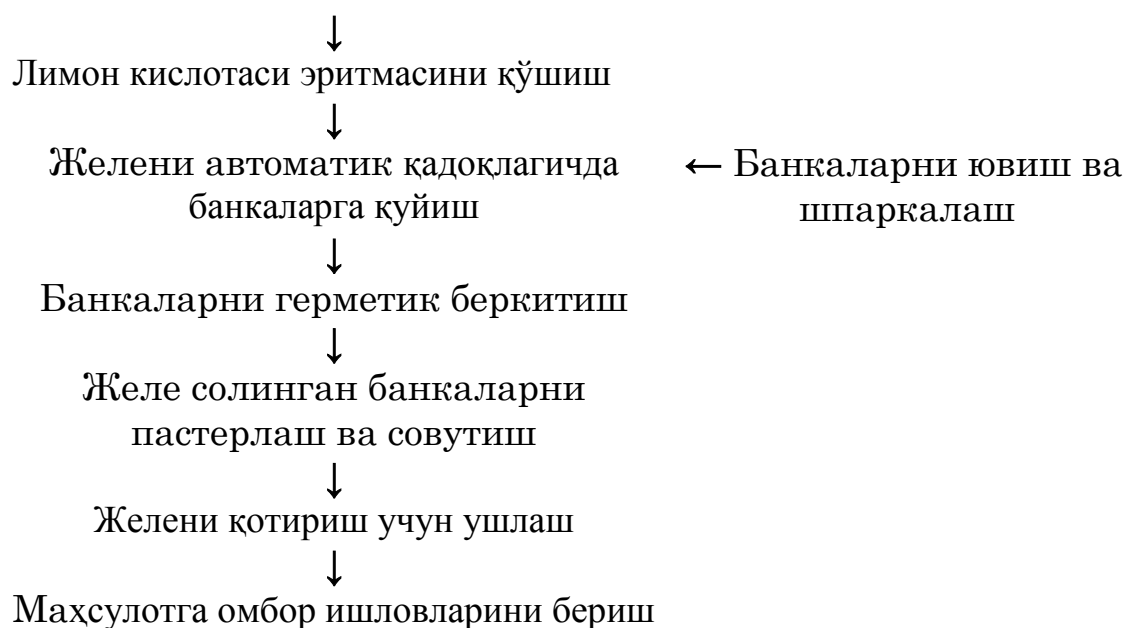 ↓
Лимон кислотаси эритмасини қўшиш
↓
Желени автоматик қадоқлагичда
банкаларга қуйиш
← Банкаларни ювиш ва
шпаркалаш
↓
Банкаларни герметик беркитиш
↓
Желе солинган банкаларни
пастерлаш ва совутиш
↓
Желени қотириш учун ушлаш
↓
Маҳсулотга омбор ишловларини бериш